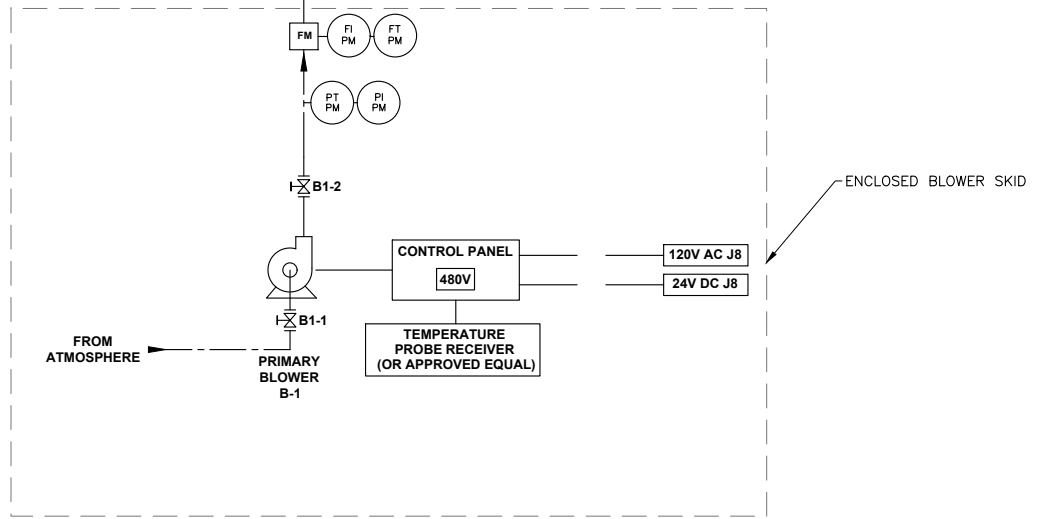 FM
FI
PM
FT
PM
PT
PM
PI
PM
B1-2
ENCLOSED BLOWER SKID
CONTROL PANEL
480V
120V AC J8
24V DC J8
B1-1
TEMPERATURE
PROBE RECEIVER
(OR APPROVED EQUAL)
FROM
ATMOSPHERE
PRIMARY
BLOWER
B-1